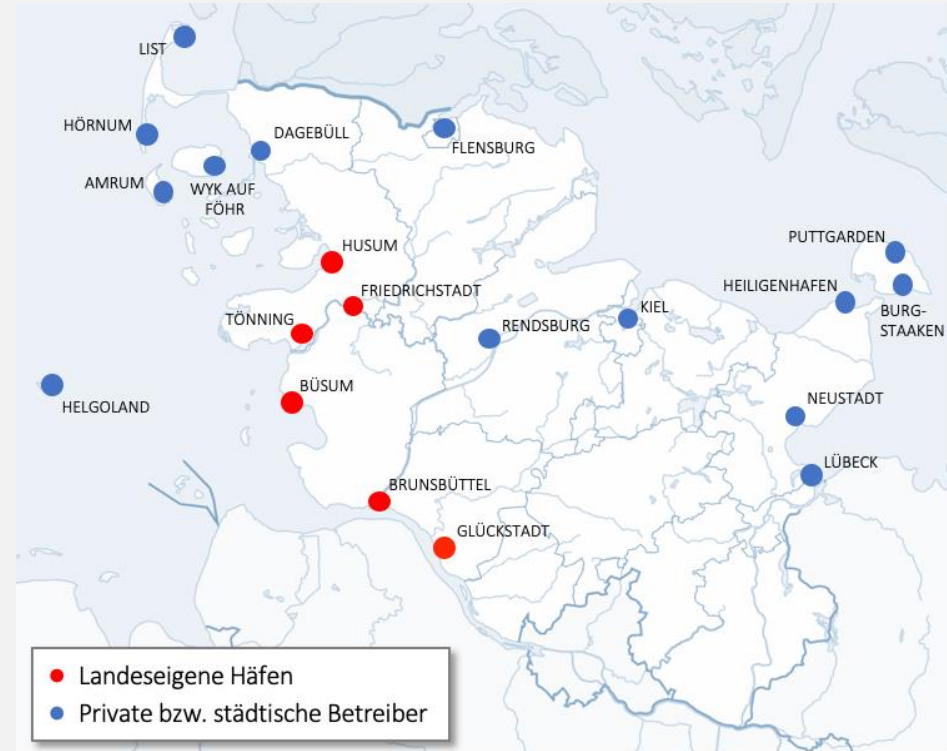 LIST
HÖRNUM
DAGEBÜLL
FLENSBURG
AMRUM
WYK AUF
FÖHR
HUSUM
PUTTGARDEN
FRIEDRICHSTADT
HEILIGENHAFEN
BURG-
STAAKEN
TÖNNING
RENDSBURG
KIEL
BÜSUM
HELGOLAND
NEUSTADT
LÜBECK
BRUNSBÜTTEL
GLÜCKSTADT
Landeseigene Häfen
Private bzw. städtische Betreiber